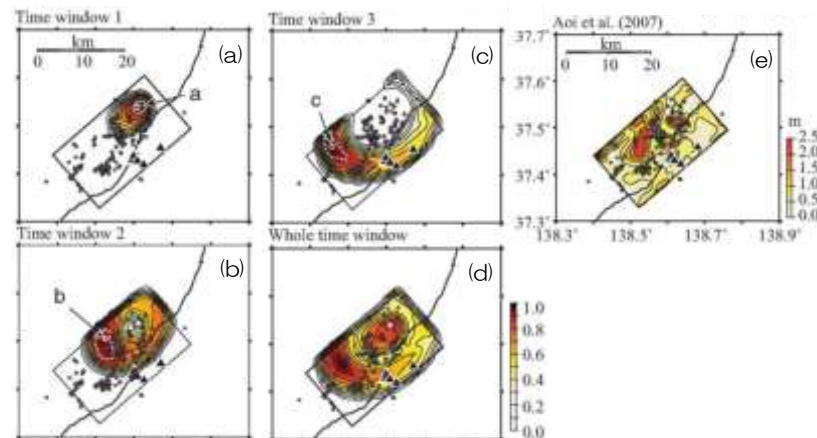 Time window 1
km
0 10 20
(a)
a
Time window 3
(c)
c
Aoi et al. (2007)
km
0 10 20
(e)
37.7°
37.6°
37.5°
37.4°
37.3°
138.3° 138.5° 138.7° 138.9°
m
2.5
2.0
1.5
1.0
0.5
0.0
Time window 2
(b)
b
Whole time window
(d)
1.0
0.8
0.6
0.4
0.2
0.0